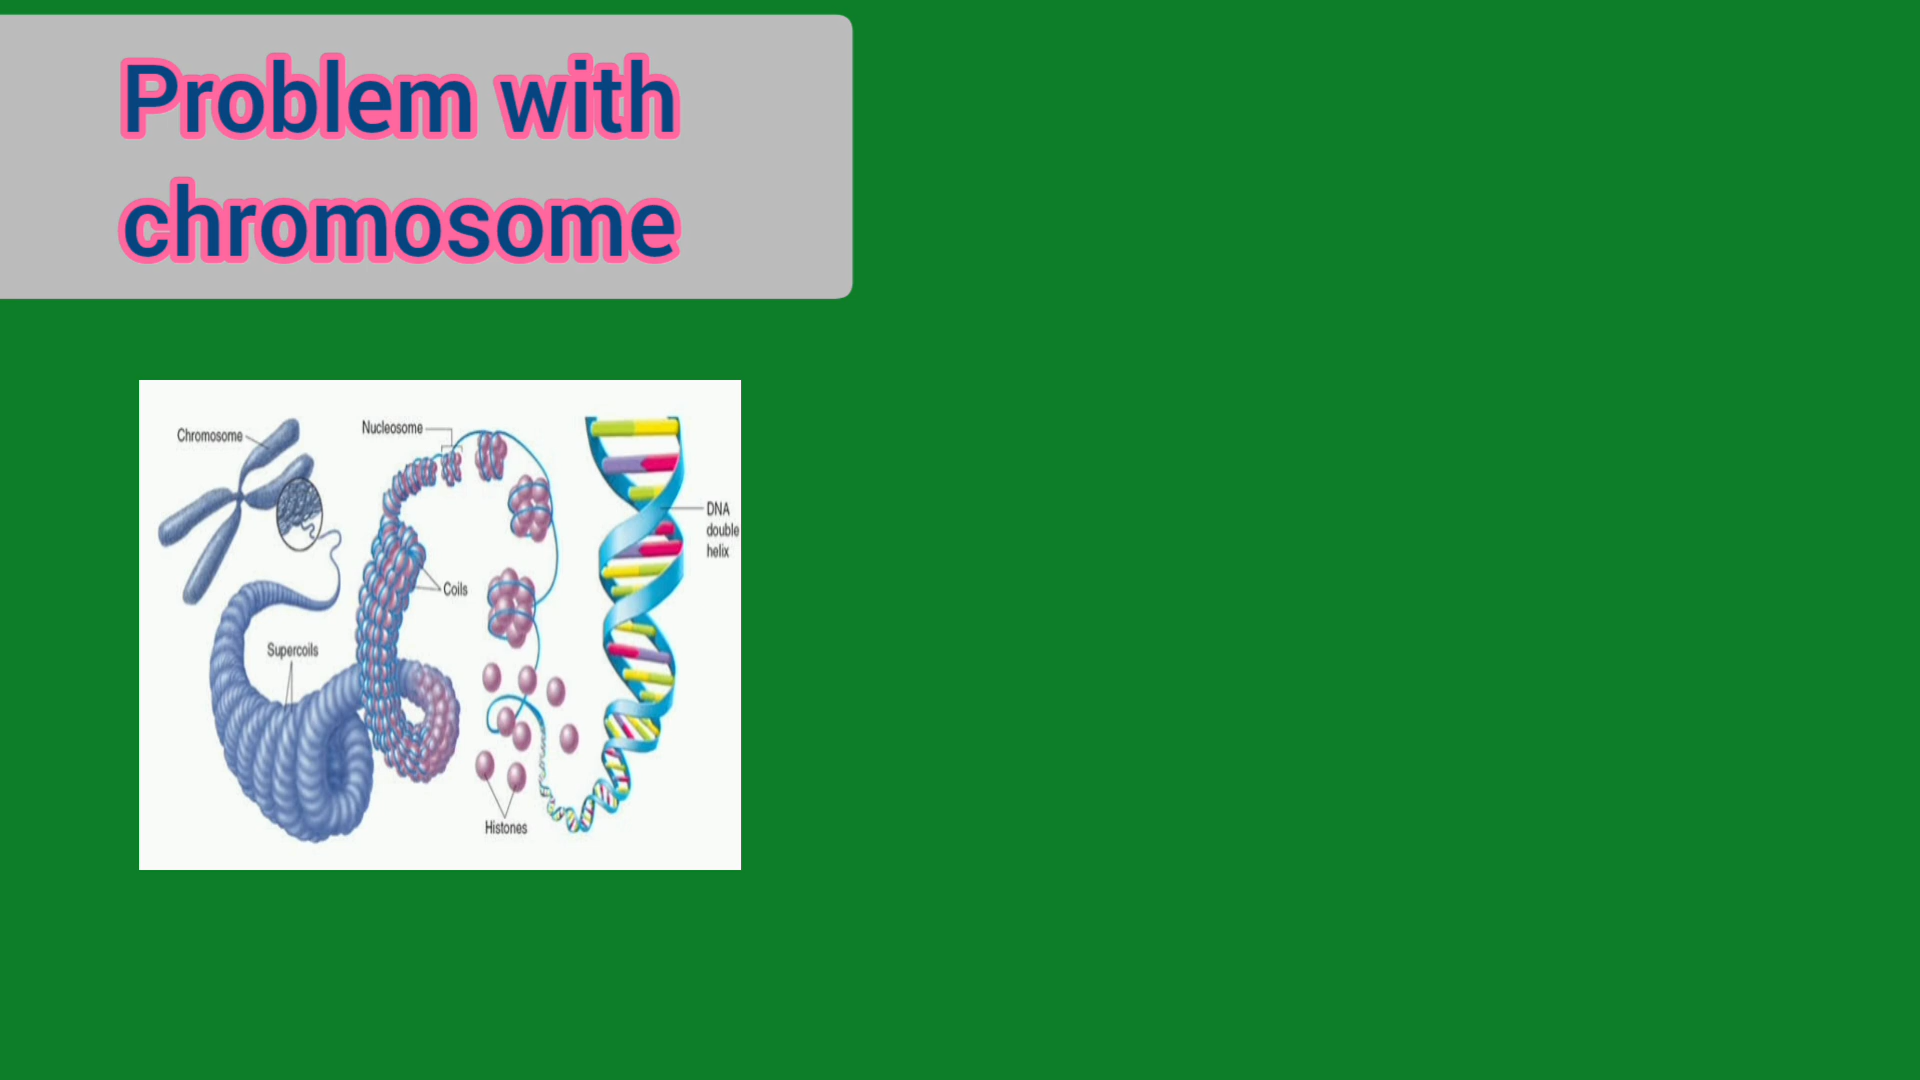 Problem with
chromosome
Chromosome
Nucleosome
DNA
double
helix
Coils
Supercoils
Histones